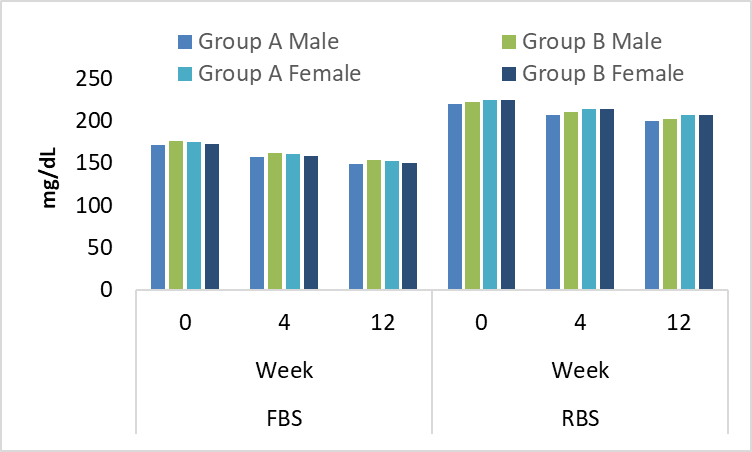 Group A Male Group B Male
Group A Female Group B Female
250
200
150
100
50
0
mg/dL
0 4 12 0 4 12
Week Week
FBS RBS